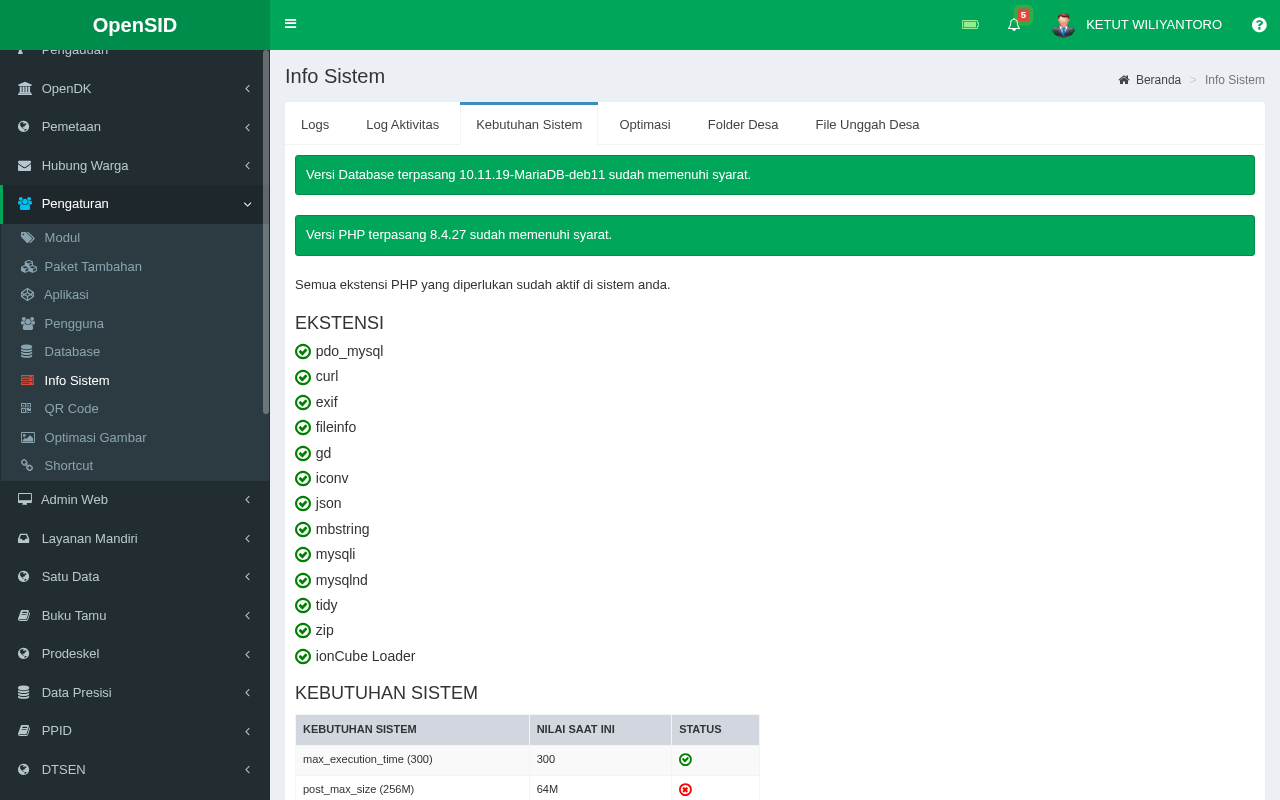 OpenSID
5
KETUT WILIYANTORO
Pengaduan
OpenDK
Pemetaan
Hubung Warga
Pengaturan
Modul
Paket Tambahan
Aplikasi
Pengguna
Database
Info Sistem
QR Code
Optimasi Gambar
Shortcut
Admin Web
Layanan Mandiri
Satu Data
Buku Tamu
Prodeskel
Data Presisi
PPID
DTSEN
Info Sistem
Beranda > Info Sistem
Logs Log Aktivitas Kebutuhan Sistem Optimasi Folder Desa File Unggah Desa
Versi Database terpasang 10.11.19-MariaDB-deb11 sudah memenuhi syarat.
Versi PHP terpasang 8.4.27 sudah memenuhi syarat.
Semua ekstensi PHP yang diperlukan sudah aktif di sistem anda.
EKSTENSI
pdo_mysql
curl
exif
fileinfo
gd
iconv
json
mbstring
mysqli
mysqlnd
tidy
zip
ionCube Loader
KEBUTUHAN SISTEM
KEBUTUHAN SISTEM NILAI SAAT INI STATUS
max_execution_time (300) 300
post_max_size (256M) 64M